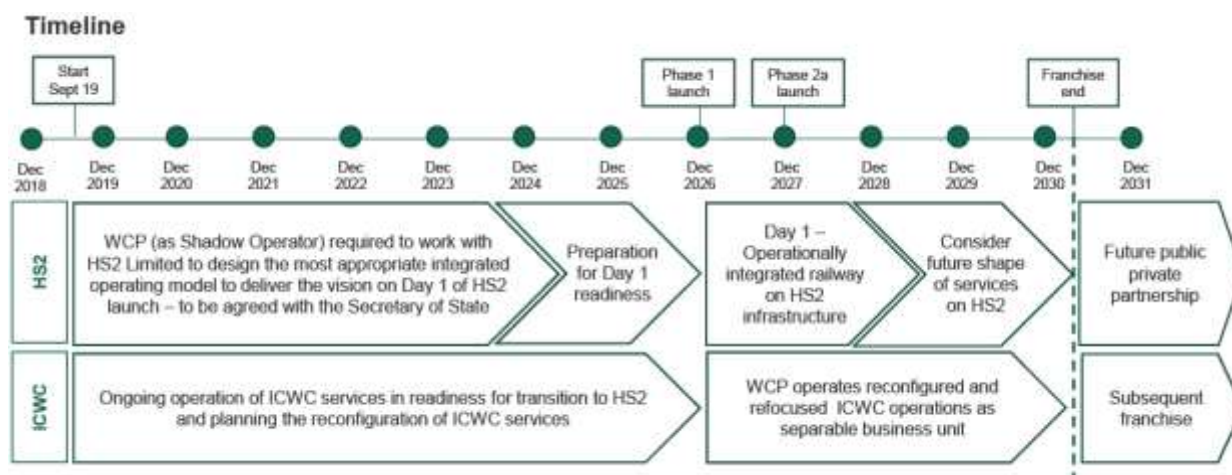 Timeline
Start
Sept 19
Phase 1
launch
Phase 2a
launch
Franchise
end
Dec
2018
Dec
2019
Dec
2020
Dec
2021
Dec
2022
Dec
2023
Dec
2024
Dec
2025
Dec
2026
Dec
2027
Dec
2028
Dec
2029
Dec
2030
Dec
2031
HS2
WCP (as Shadow Operator) required to work with
HS2 Limited to design the most appropriate integrated
operating model to deliver the vision on Day 1 of HS2
launch – to be agreed with the Secretary of State
Preparation
for Day 1
readiness
Day 1 –
Operationally
integrated railway
on HS2
infrastructure
Consider
future shape
of services
on HS2
Future public
private
partnership
ICWC
Ongoing operation of ICWC services in readiness for transition to HS2
and planning the reconfiguration of ICWC services
WCP operates reconfigured and
refocused ICWC operations as
separable business unit
Subsequent
franchise